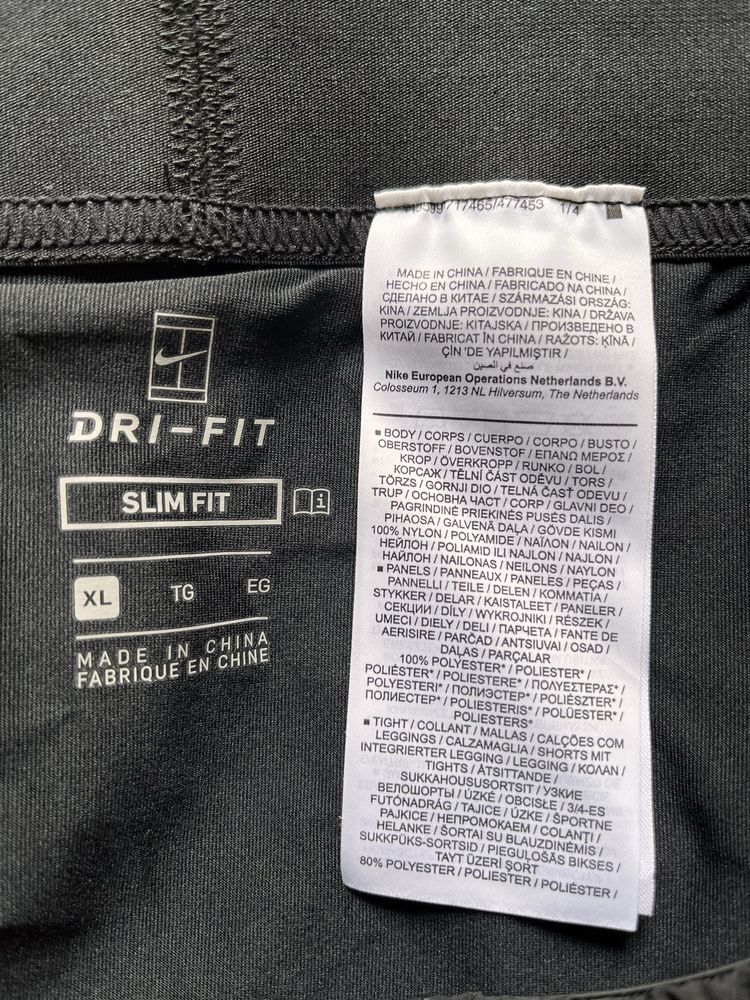 DRI-FIT
SLIM FIT
XL TG EG
MADE IN CHINA
FABRIQUE EN CHINE
/717465/477453 1/4
MADE IN CHINA / FABRIQUE EN CHINE /
HECHO EN CHINA / FABRICADO NA CHINA /
СДЕЛАНО В КИТАЕ / SZÁRMAZÁSI ORSZÁG:
KINA / ZEMLJA PROIZVODNJE: KINA / DRŽAVA
PROIZVODNJE: KITAJSKA / ПРОИЗВЕДЕНО В
КИТАЙ / FABRICAT ÎN CHINA / RAŽOTS: ĶĪNĀ /
ÇİN 'DE YAPILMIŞTIR /
صنع في الصين
Nike European Operations Netherlands B.V.
Colosseum 1, 1213 NL Hilversum, The Netherlands
BODY / CORPS / CUERPO / CORPO / BUSTO /
OBERSTOFF / BOVENSTOF / ΕΠΑΝΩ ΜΕΡΟΣ /
KROP / ÖVERKROPP / RUNKO / BOL /
КОРСАЖ / TĚLNÍ ČÁST ODĚVU / TORS /
TÖRZS / GORNJI DIO / TELNÁ ČASŤ ODEVU /
TRUP / ОСНОВНА ЧАСТ / CORP / GLAVNI DEO /
PAGRINDINĖ PRIEKINĖS PUSĖS DALIS /
PIHAOSA / GALVENĀ DAĻA / GÖVDE KISMI
100% NYLON / POLYAMIDE / ΝΑΪΛΟΝ / NAILON /
НЕЙЛОН / POLIAMID ILI NAJLON / NAJLON /
НАЙЛОН / NAILONAS / NEILONS / NAYLON
PANELS / PANNEAUX / PANELES / PEÇAS /
PANNELLI / TEILE / DELEN / KOMMATIA /
STYKKER / DELAR / KAISTALEET / PANELER /
СЕКЦИИ / DÍLY / WYKROJNIKI / RÉSZEK /
UMECI / DIELY / DELI / ПАРЧЕТА / FANTE DE
AERISIRE / PARČAD / ANTSIUVAI / OSAD /
DAĻAS / PARÇALAR
100% POLYESTER* / POLIESTER* /
POLIÉSTER* / POLIESTERE* / ΠΟΛΥΕΣΤΕΡΑΣ* /
POLYESTERI* / ПОЛИЭСТЕР* / POLIÉSZTER* /
ПОЛИЕСТЕР* / POLIESTERIS* / POLÜESTER* /
POLIESTERS*
TIGHT / COLLANT / MALLAS / CALÇÕES COM
LEGGINGS / CALZAMAGLIA / SHORTS MIT
INTEGRIERTER LEGGING / LEGGING / ΚΟΛΑΝ /
TIGHTS / ÅTSITTANDE /
SUKKAHOUSUSORTSIT / УЗКИЕ
ВЕЛОШОРТЫ / ÚZKÉ / OBCISŁE / 3/4-ES
FUTÓNADRÁG / TAJICE / ÚZKE / ŠPORTNE
PAJKICE / НЕПРОМОКАЕМ / COLANȚI /
HELANKE / ŠORTAI SU BLAUZDINĖMIS /
SUKKPÜKS-SORTSID / PIEGUĻOŠĀS BIKSES /
TAYT ÜZERİ ŞORT
80% POLYESTER / POLIESTER / POLIÉSTER /